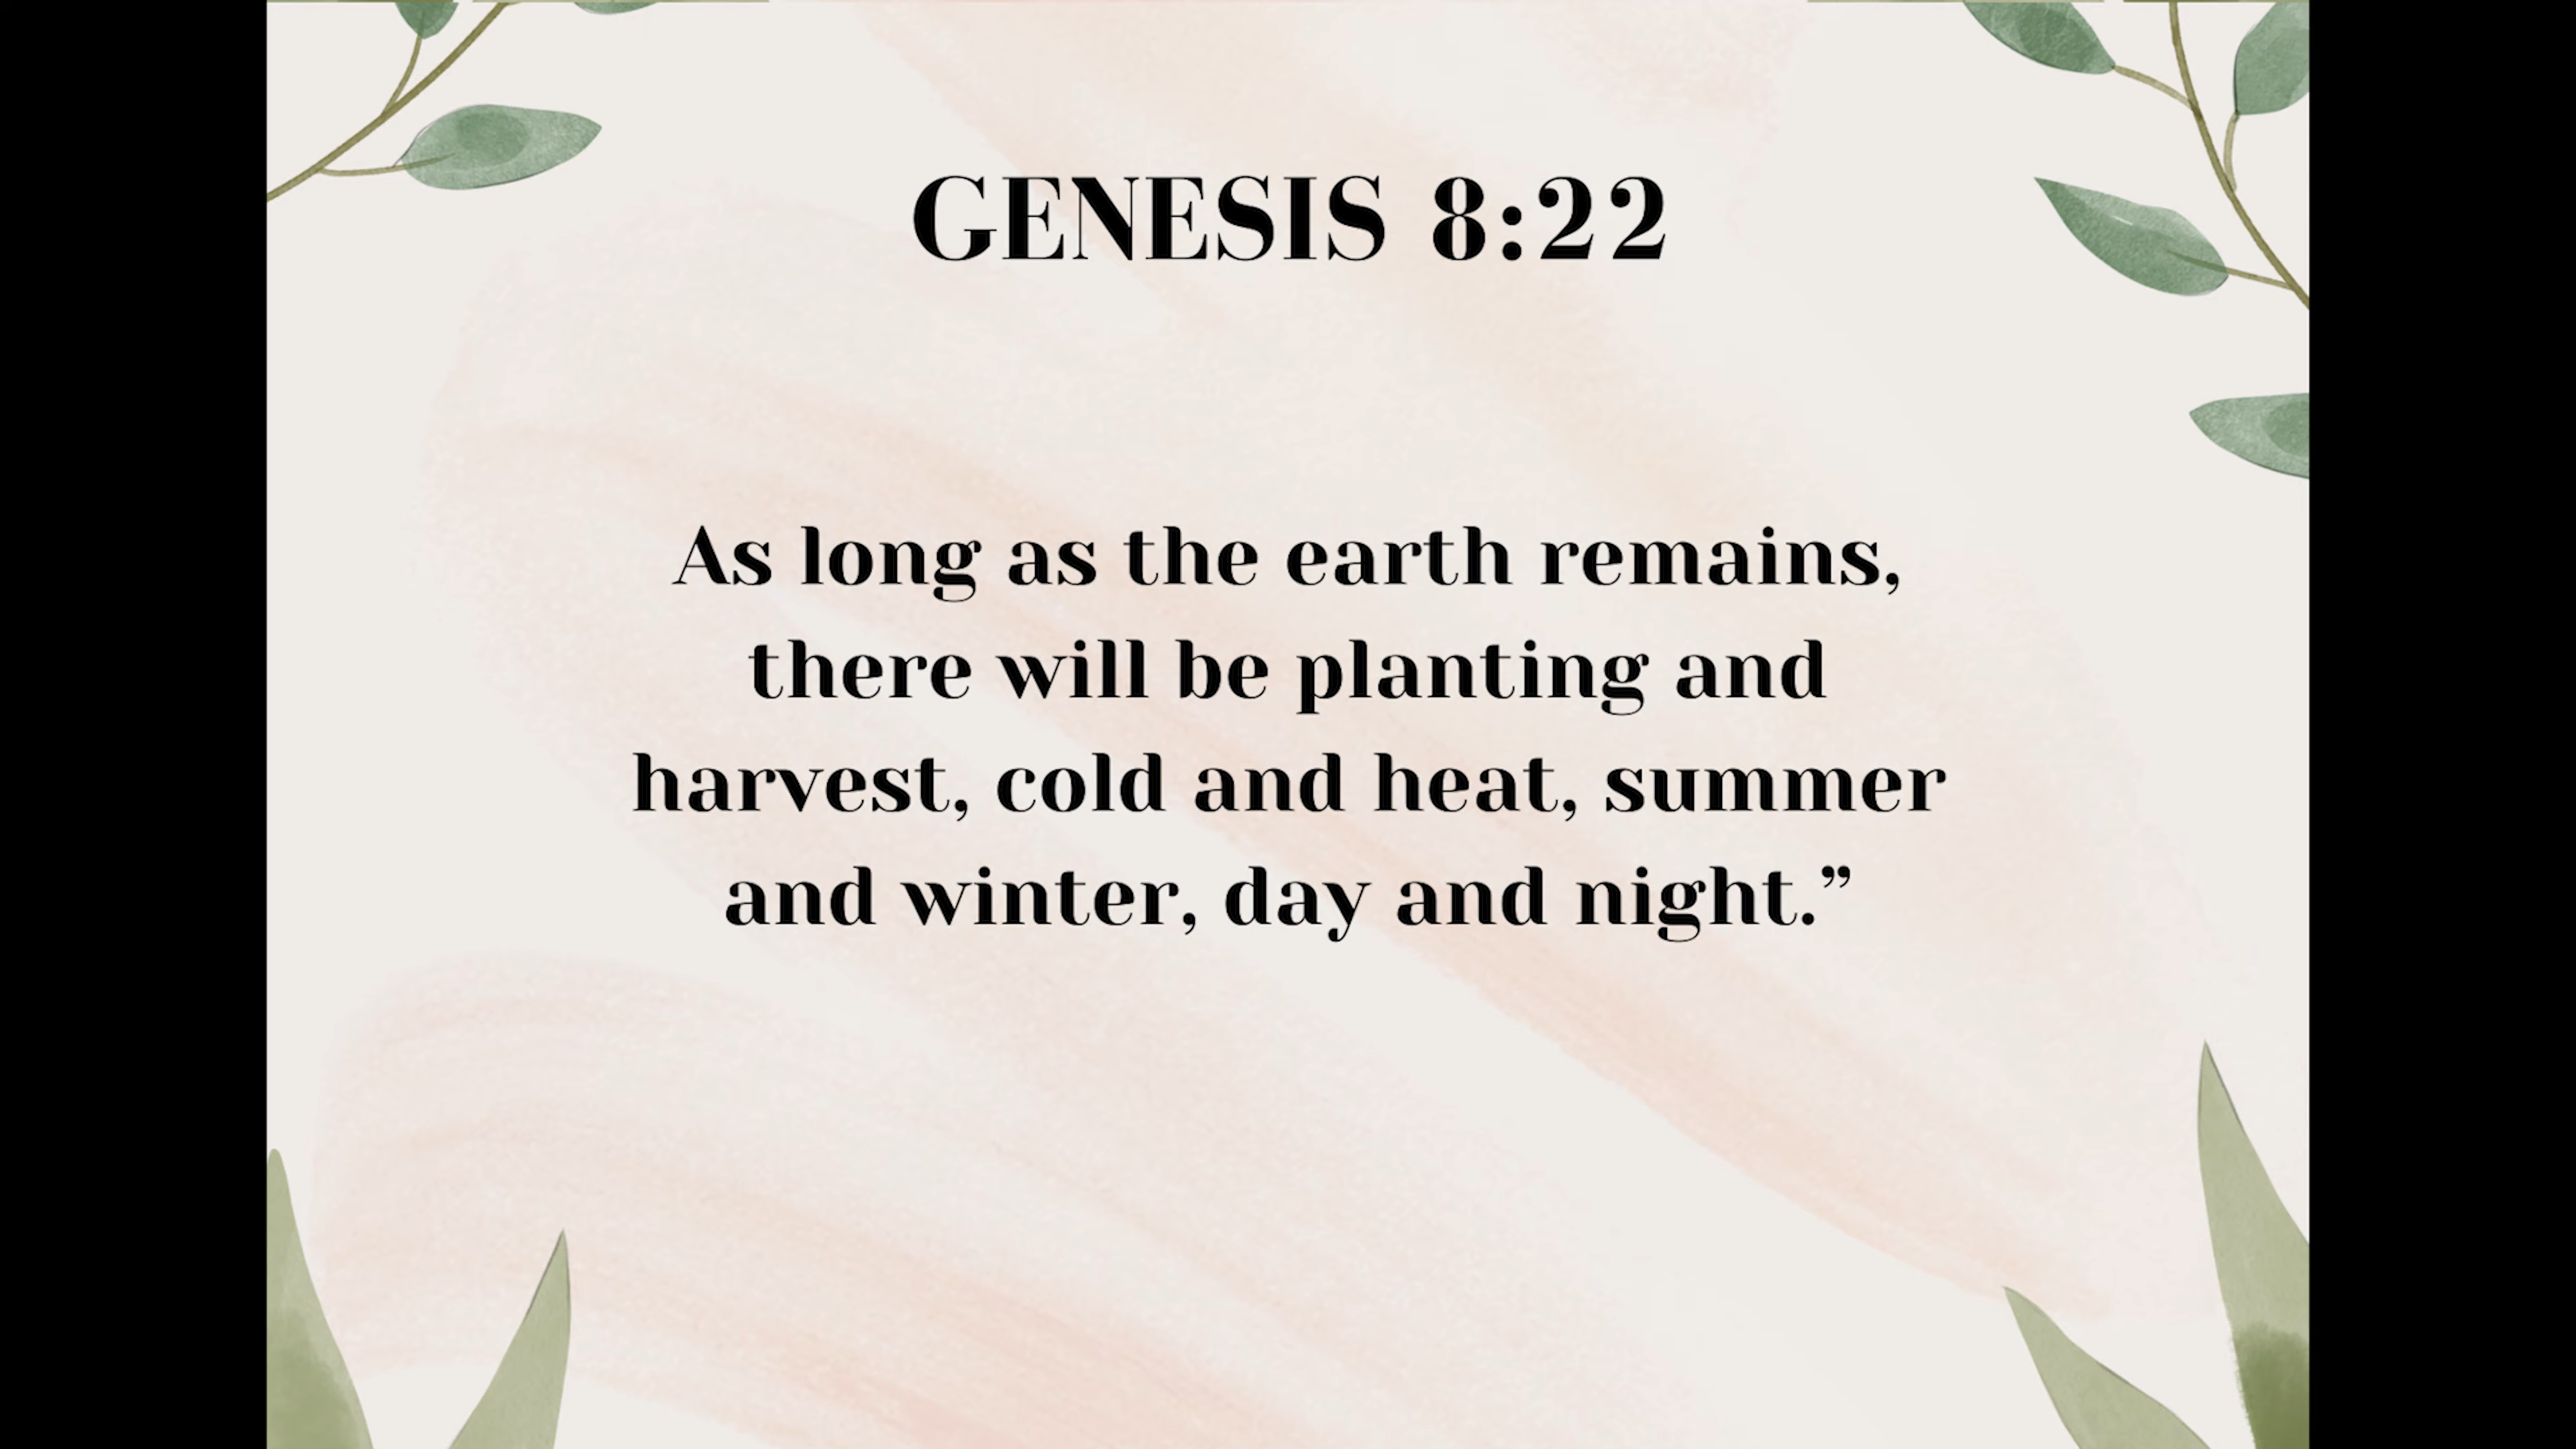 GENESIS 8:22
As long as the earth remains,
there will be planting and
harvest, cold and heat, summer
and winter, day and night.”